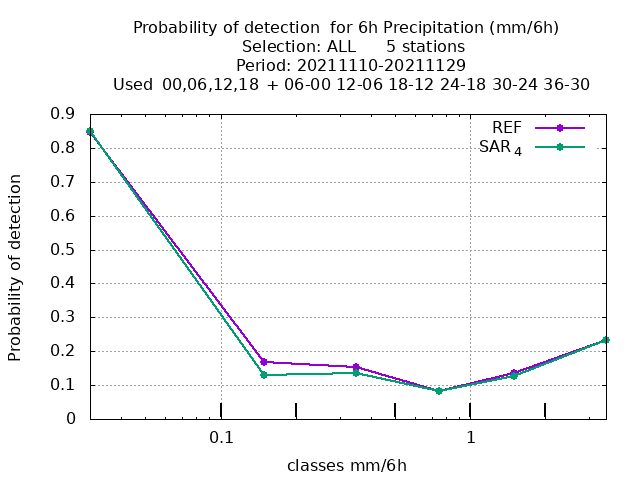 Probability of detection  for 6h Precipitation (mm/6h)
Selection: ALL      5 stations
Period: 20211110-20211129
Used  00,06,12,18  + 06-00 12-06 18-12 24-18 30-24 36-30
REF
SAR 4
0.9
0.8
0.7
0.6
0.5
0.4
0.3
0.2
0.1
0
Probability of detection
0.1 1
classes mm/6h